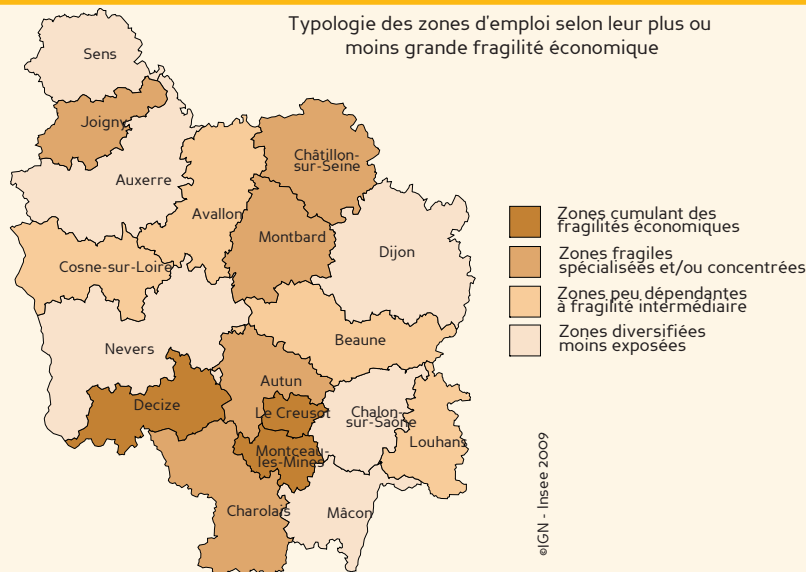 Typologie des zones d'emploi selon leur plus ou
moins grande fragilité économique
Sens
Joigny
Auxerre
Châtillon-
sur-Seine
Avallon
Montbard
Dijon
Cosne-sur-Loire
Nevers
Beaune
Autun
Decize
Le Creusot
Chalon-
sur-Saône
Louhans
Montceau-
les-Mines
Charolais
Mâcon
Zones cumulant des
fragilités économiques
Zones fragiles
spécialisées et/ou concentrées
Zones peu dépendantes
à fragilité intermédiaire
Zones diversifiées
moins exposées
©IGN - Insee 2009